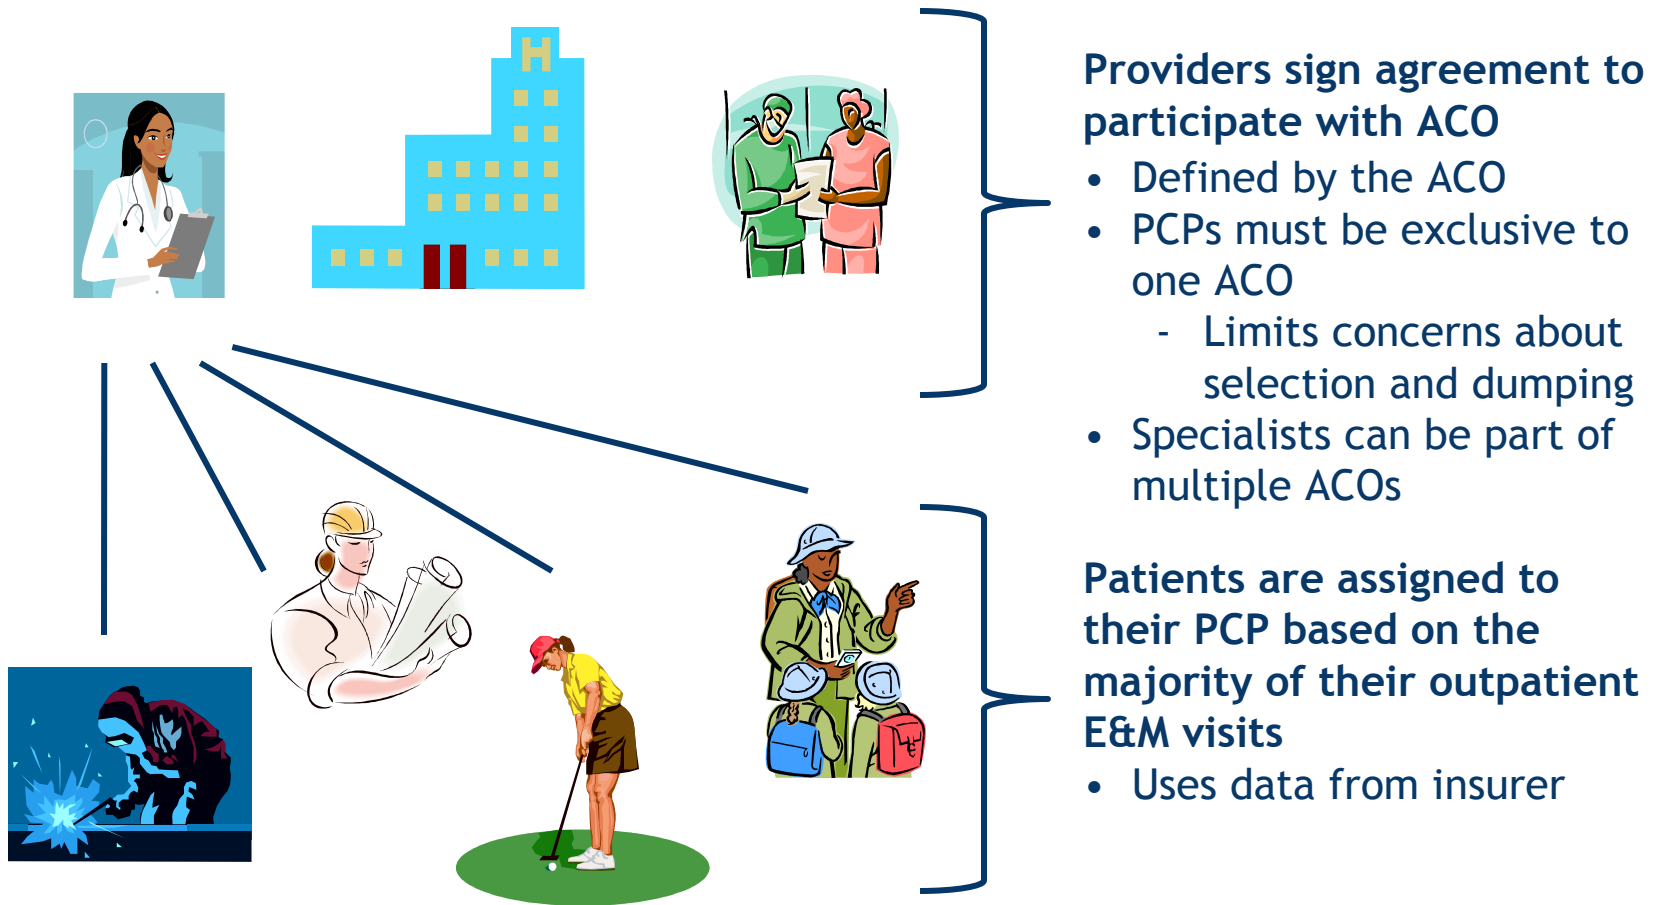 H
Providers sign agreement to
participate with ACO
• Defined by the ACO
• PCPs must be exclusive to
one ACO
- Limits concerns about
selection and dumping
• Specialists can be part of
multiple ACOs
Patients are assigned to
their PCP based on the
majority of their outpatient
E&M visits
• Uses data from insurer